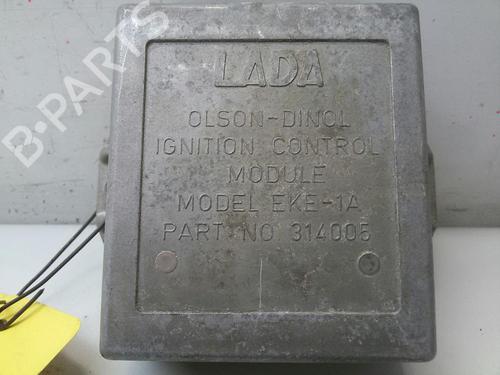 LADA
OLSON-DINOL
IGNITION CONTROL
MODULE
MODEL EKE-1A
PART NO 314005
B-PARTS